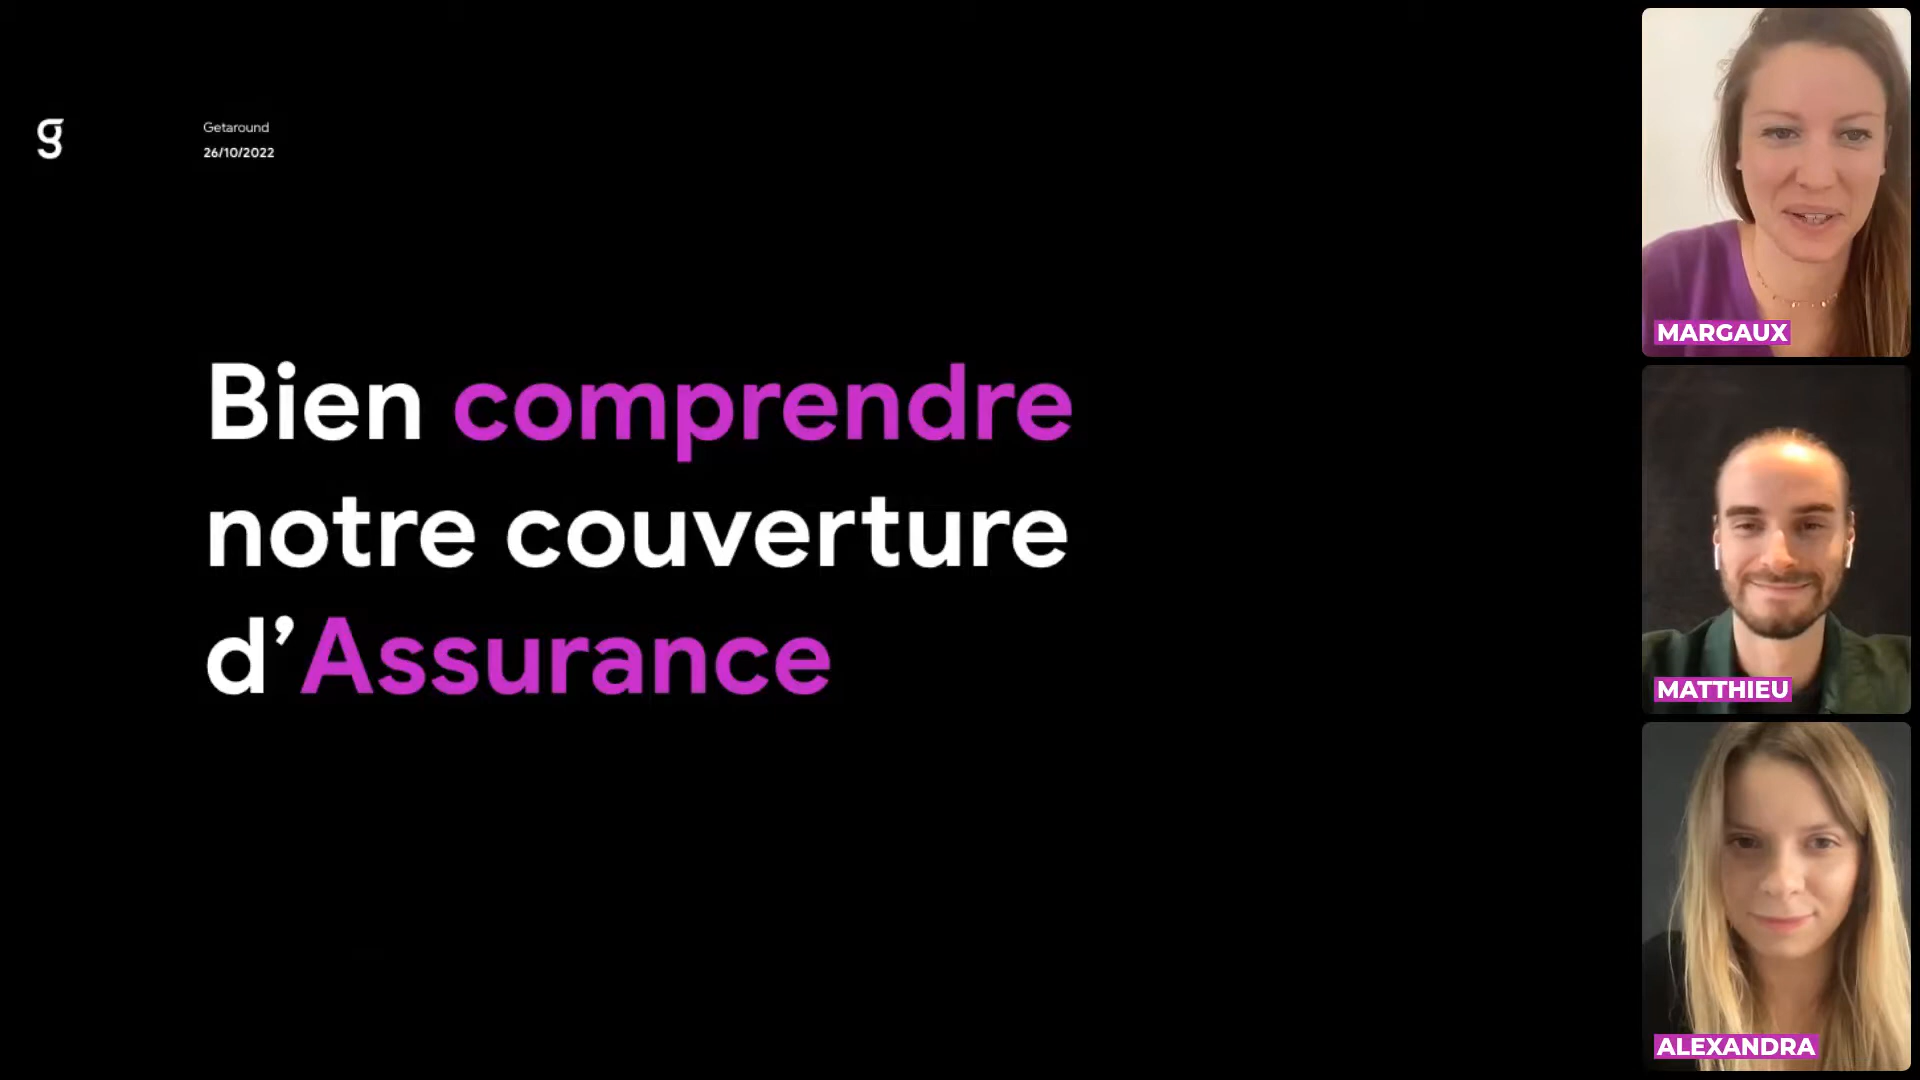 g
Getaround
26/10/2022
Bien comprendre
notre couverture
d’Assurance
MARGAUX
MATTHIEU
ALEXANDRA